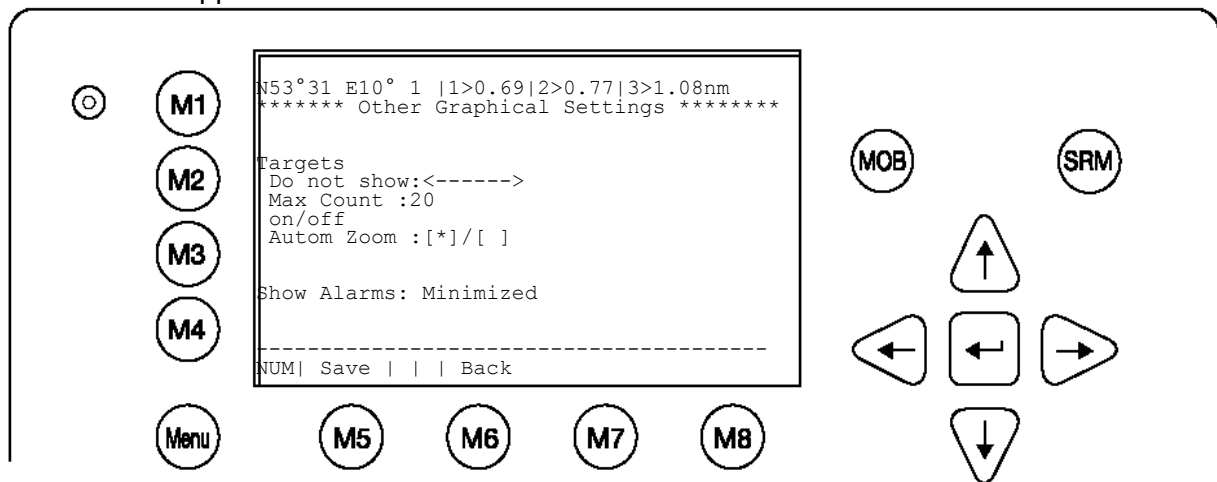 M1
M2
M3
M4
Menu
N53°31 E10° 1 |1>0.69|2>0.77|3>1.08nm
******* Other Graphical Settings ********
Targets
Do not show:<------>
Max Count :20
on/off
Autom Zoom :[*]/[ ]
Show Alarms: Minimized
----------------------------------------
NUM| Save | | | Back
M5 M6 M7 M8
MOB SRM